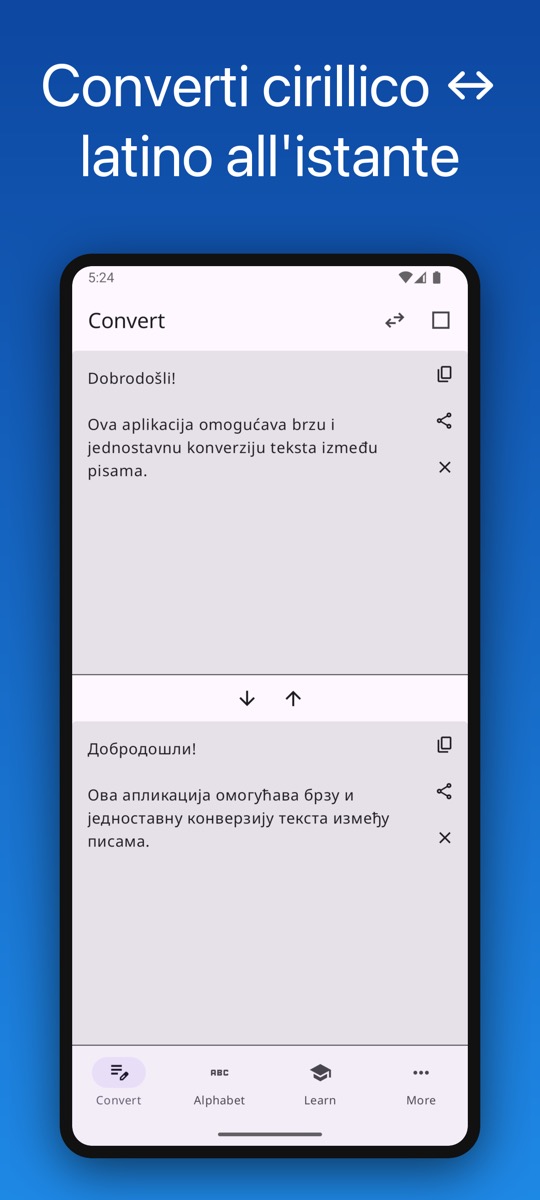 Converti cirillico ↔
latino all'istante
5:24
Convert
Dobrodošli!
Ova aplikacija omogućava brzu i
jednostavnu konverziju teksta između
pisama.
Добродошли!
Ова апликација омогућава брзу и
једноставну конверзију текста између
писама.
ABC
Convert
Alphabet
Learn
More